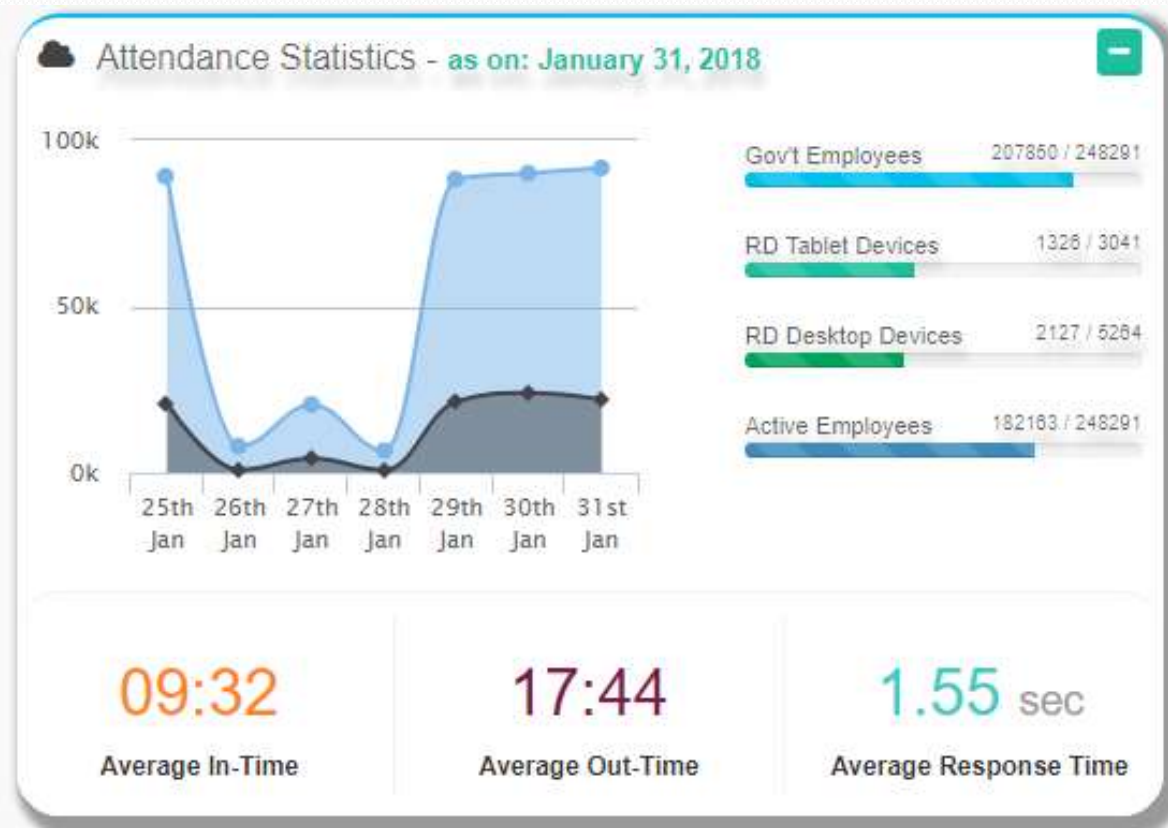 Attendance Statistics - as on: January 31, 2018
100k
50k
0k
25th Jan
26th Jan
27th Jan
28th Jan
29th Jan
30th Jan
31st Jan
Gov't Employees 207850 / 248291
RD Tablet Devices 1326 / 3041
RD Desktop Devices 2127 / 5264
Active Employees 182163 / 248291
09:32
Average In-Time
17:44
Average Out-Time
1.55 sec
Average Response Time